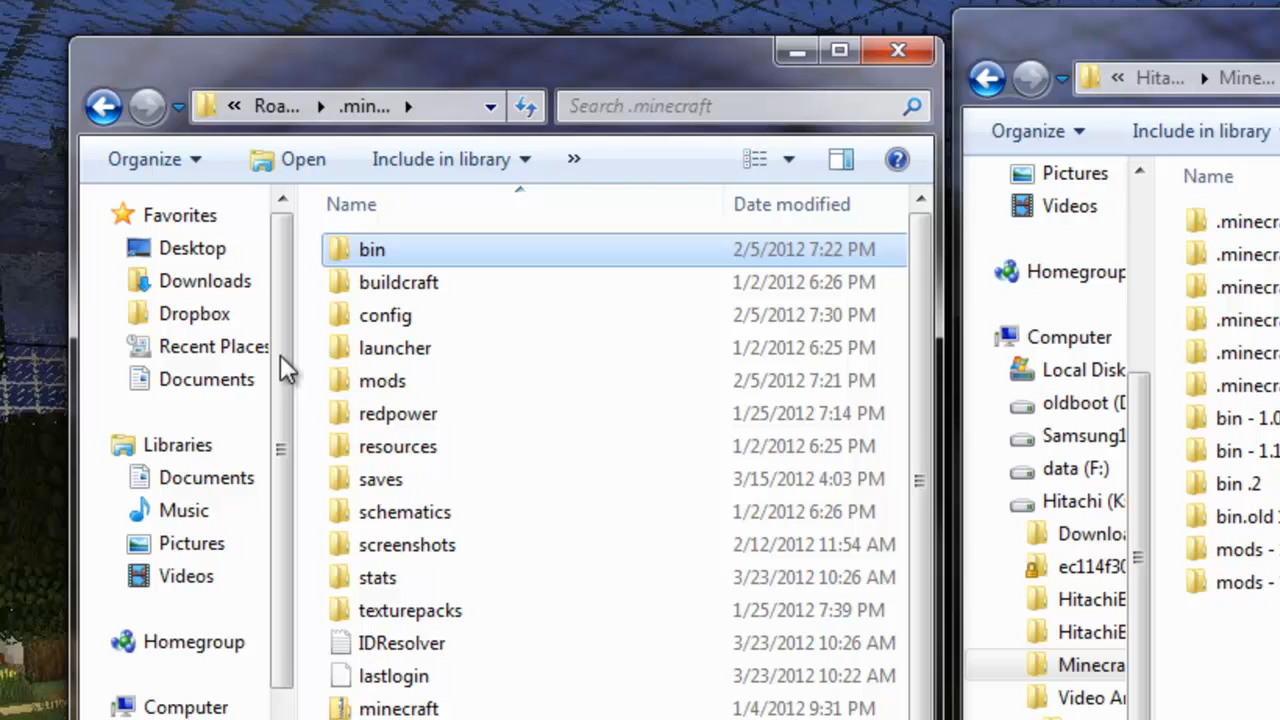 « Roa... .min...
Search .minecraft
Organize Open Include in library »
Favorites
Desktop
Downloads
Dropbox
Recent Places
Documents
Libraries
Documents
Music
Pictures
Videos
Homegroup
Computer
Name Date modified
bin 2/5/2012 7:22 PM
buildcraft 1/2/2012 6:26 PM
config 2/5/2012 7:30 PM
launcher 1/2/2012 6:25 PM
mods 2/5/2012 7:21 PM
redpower 1/25/2012 7:14 PM
resources 1/2/2012 6:25 PM
saves 3/15/2012 4:03 PM
schematics 1/2/2012 6:26 PM
screenshots 2/12/2012 11:54 AM
stats 3/23/2012 10:26 AM
texturepacks 1/25/2012 7:39 PM
IDResolver 3/23/2012 10:26 AM
lastlogin 3/23/2012 10:22 AM
minecraft 1/4/2012 9:31 PM
« Hita... Mine...
Organize Include in library
Pictures
Videos
Homegroup
Computer
Local Disk
oldboot (D
Samsung1
data (F:)
Hitachi (K
Downloa
ec114f30
HitachiE
HitachiE
Minecra
Video A
Name
.minecra
.minecra
.minecra
.minecra
.minecra
.minecra
bin - 1.0
bin - 1.1
bin .2
bin.old
mods -
mods -